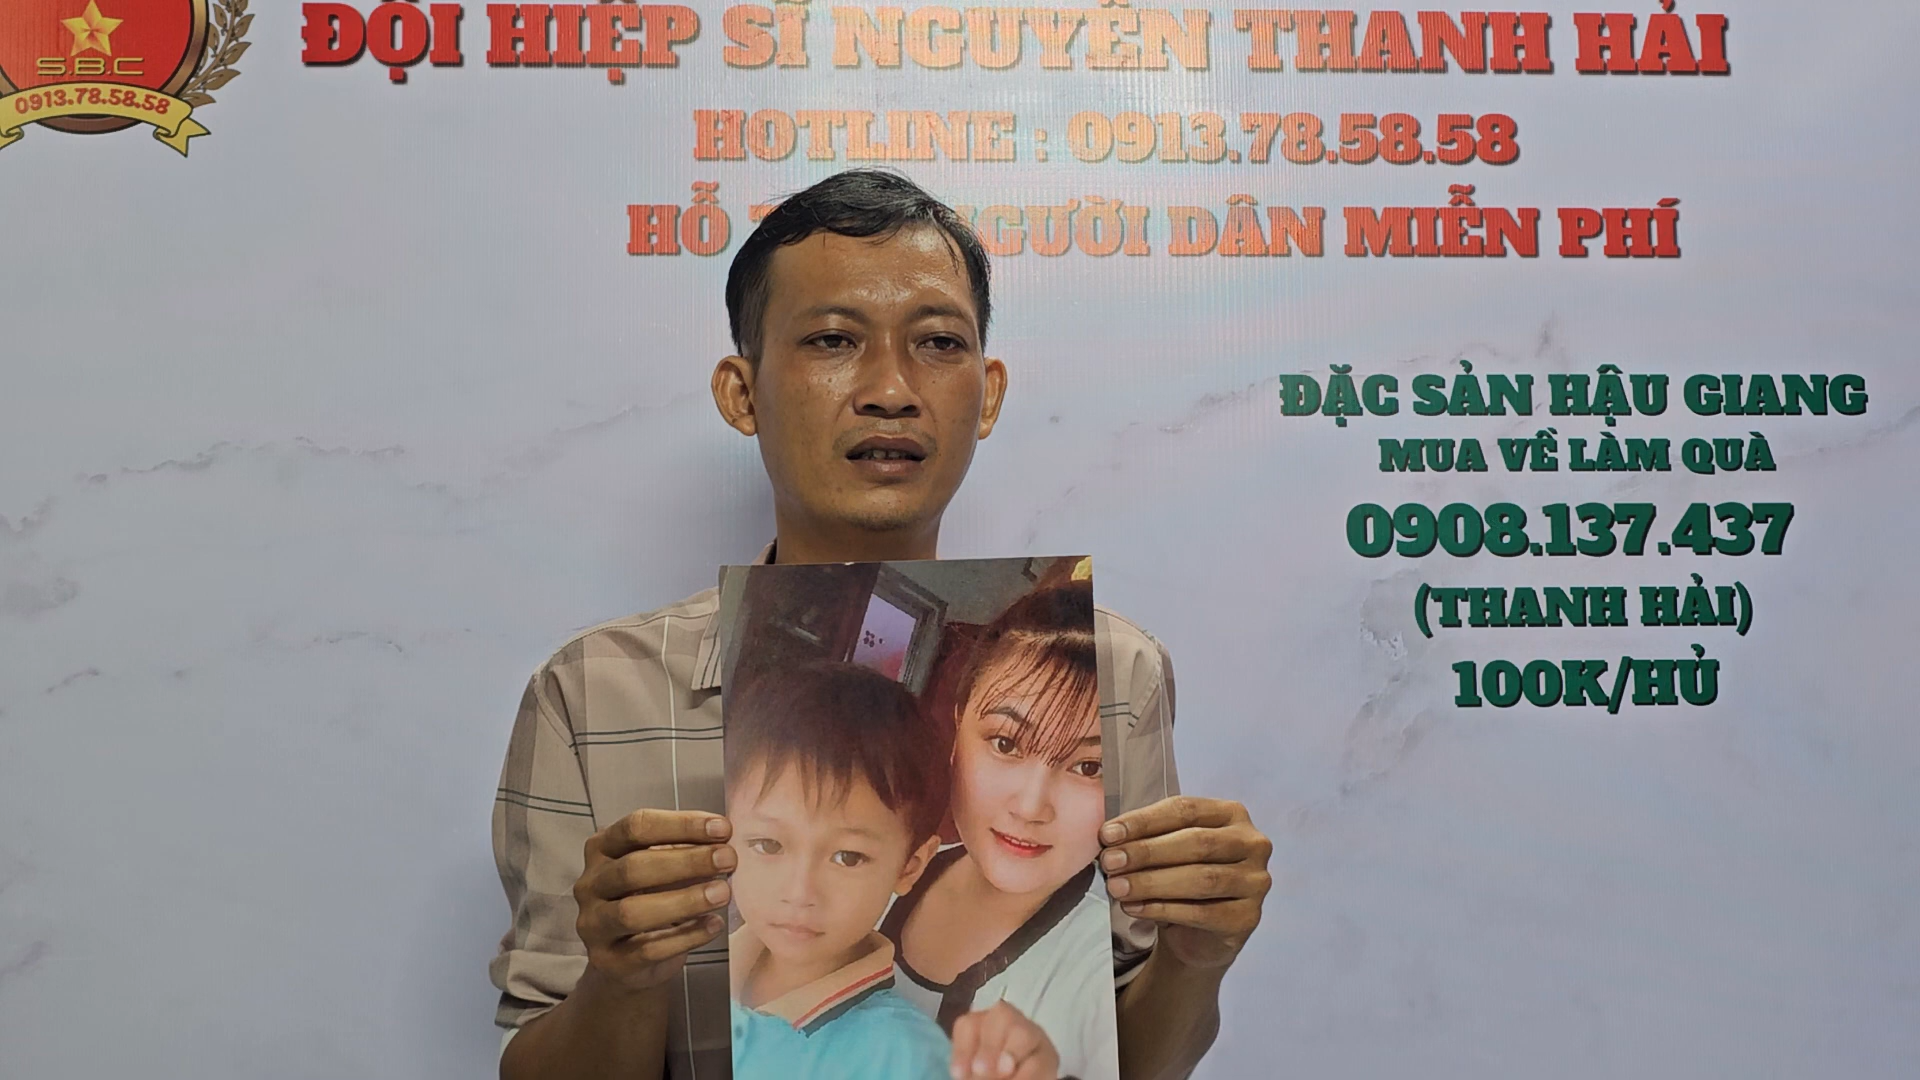 S.B.C
0913.78.58.58
ĐỘI HIỆP SĨ NGUYỄN THANH HẢI
HOTLINE : 0913.78.58.58
HỖ NGƯỜI DÂN MIỄN PHÍ
ĐẶC SẢN HẬU GIANG
MUA VỀ LÀM QUÀ
0908.137.437
(THANH HẢI)
100K/HỦ